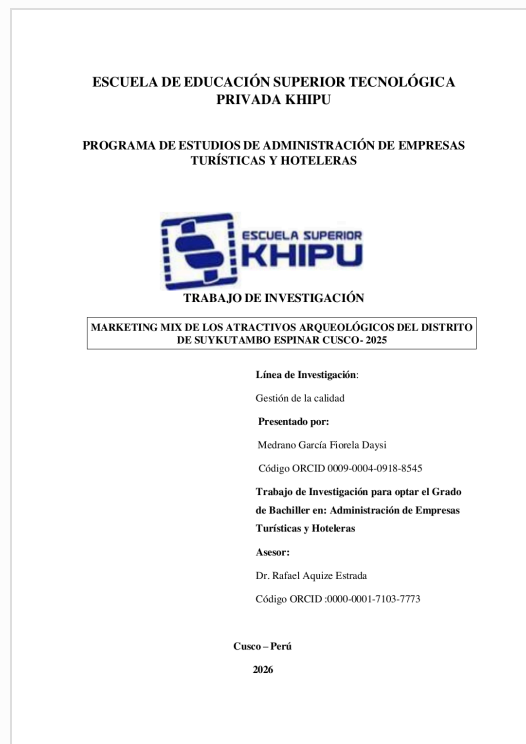 ESCUELA DE EDUCACIÓN SUPERIOR TECNOLÓGICA
PRIVADA KHIPU
PROGRAMA DE ESTUDIOS DE ADMINISTRACIÓN DE EMPRESAS
TURÍSTICAS Y HOTELERAS
ESCUELA SUPERIOR
KHIPU
TRABAJO DE INVESTIGACIÓN
MARKETING MIX DE LOS ATRACTIVOS ARQUEOLÓGICOS DEL DISTRITO
DE SUYKUTAMBO ESPINAR CUSCO- 2025
Línea de Investigación:
Gestión de la calidad
Presentado por:
Medrano García Fiorela Daysi
Código ORCID 0009-0004-0918-8545
Trabajo de Investigación para optar el Grado
de Bachiller en: Administración de Empresas
Turísticas y Hoteleras
Asesor:
Dr. Rafael Aquize Estrada
Código ORCID :0000-0001-7103-7773
Cusco – Perú
2026